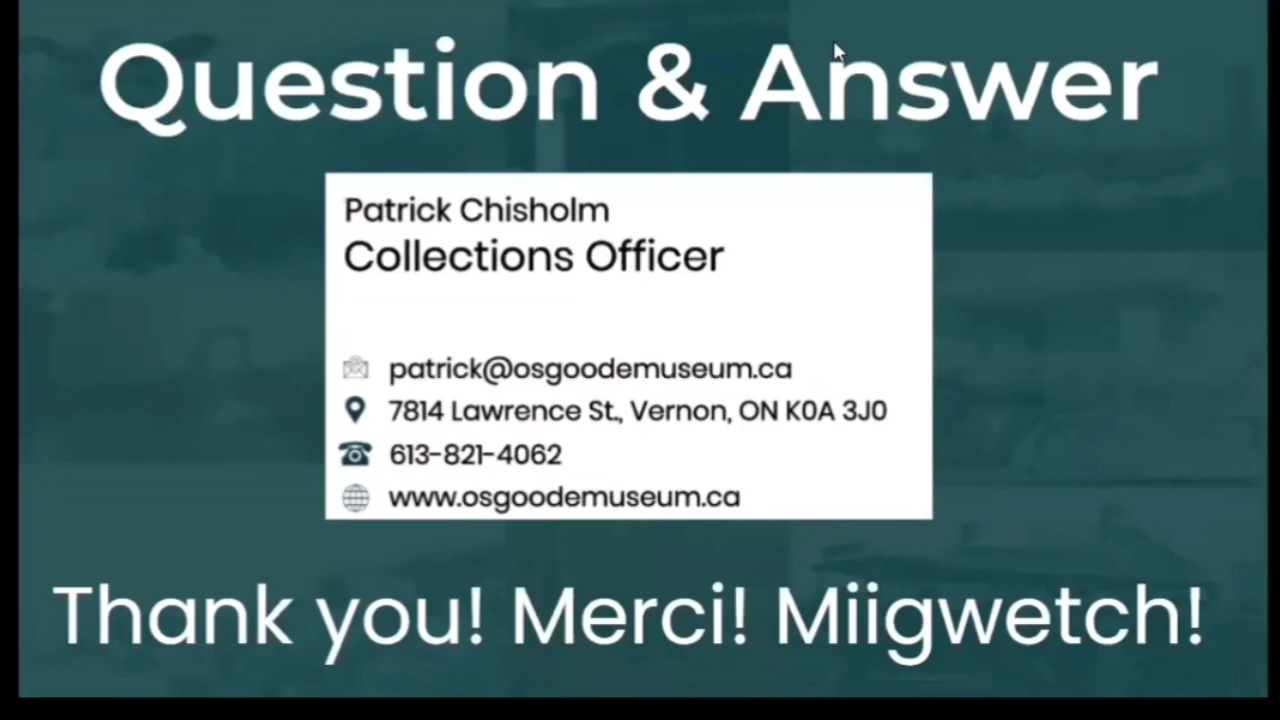 Question & Answer
Patrick Chisholm
Collections Officer
patrick@osgoodemuseum.ca
7814 Lawrence St., Vernon, ON K0A 3J0
613-821-4062
www.osgoodemuseum.ca
Thank you! Merci! Miigwetch!